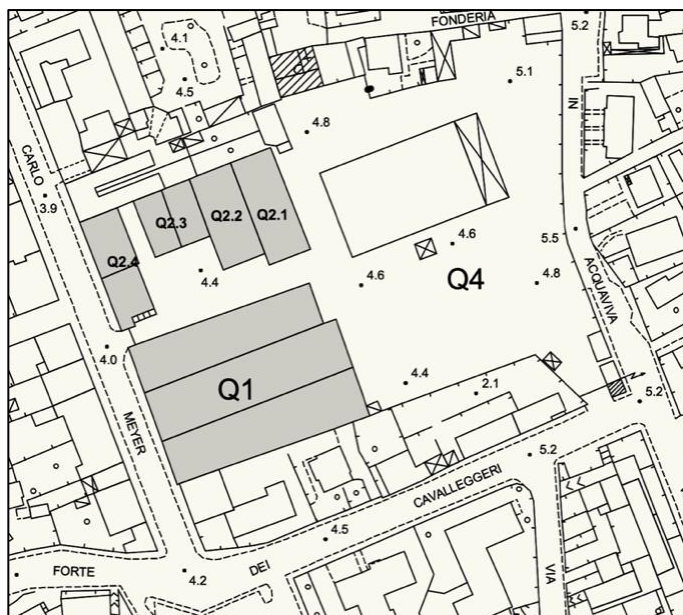 FONDERIA
5.2
4.1
4.5
5.1
IN
4.8
CARLO
3.9
Q2.3
Q2.2
Q2.1
Q2.4
4.4
4.6
5.5
ACQUAVIVA
4.6
Q4
4.8
4.0
Q1
4.4
2.1
MEYER
5.2
5.2
CAVALLEGGERI
4.5
DEI
FORTE
4.2
VIA